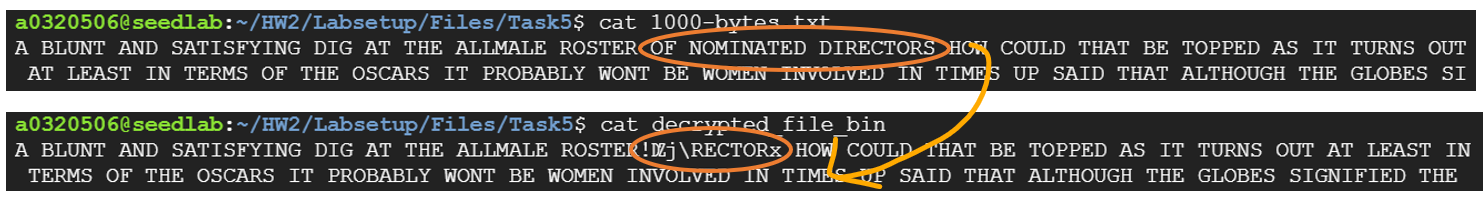 a0320506@seedlab:~/HW2/Labsetup/Files/Task5$ cat 1000-bytes.txt
A BLUNT AND SATISFYING DIG AT THE ALLMALE ROSTER OF NOMINATED DIRECTORS HOW COULD THAT BE TOPPED AS IT TURNS OUT
AT LEAST IN TERMS OF THE OSCARS IT PROBABLY WONT BE WOMEN INVOLVED IN TIMES UP SAID THAT ALTHOUGH THE GLOBES SI
a0320506@seedlab:~/HW2/Labsetup/Files/Task5$ cat decrypted_file_bin
A BLUNT AND SATISFYING DIG AT THE ALLMALE ROSTER!j\RECTORx HOW COULD THAT BE TOPPED AS IT TURNS OUT AT LEAST IN
TERMS OF THE OSCARS IT PROBABLY WONT BE WOMEN INVOLVED IN TIMES UP SAID THAT ALTHOUGH THE GLOBES SIGNIFIED THE